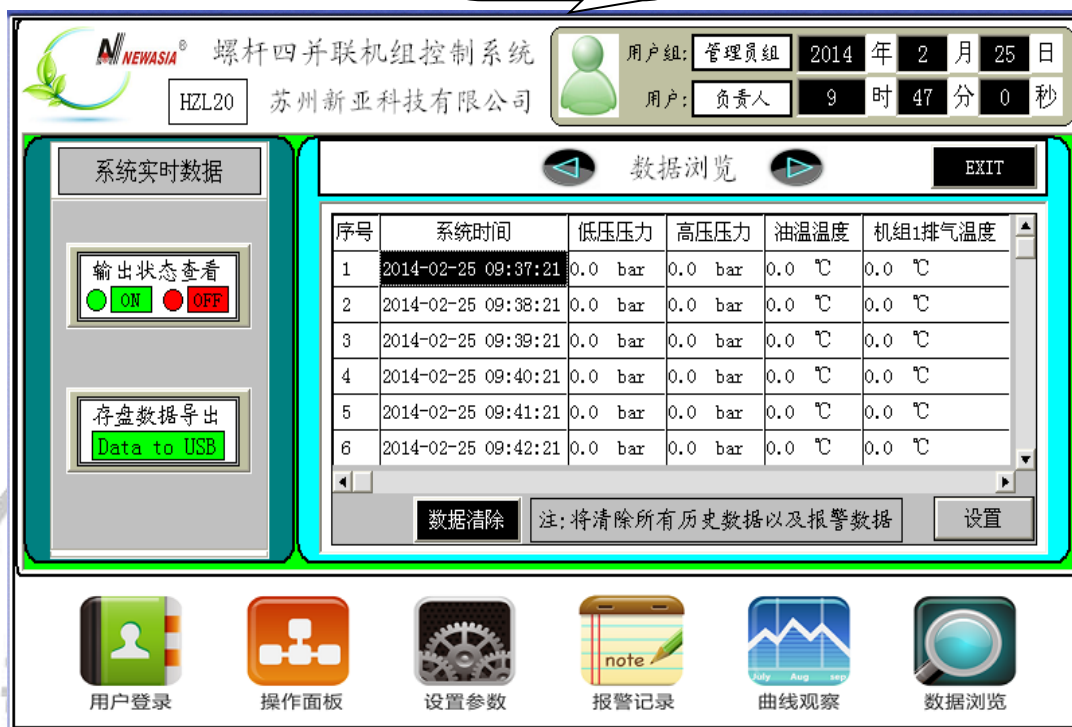 NEWASIA® 螺杆四并联机组控制系统
HZL20 苏州新亚科技有限公司
用户组: 管理员组 2014 年 2 月 25 日
用户: 负责人 9 时 47 分 0 秒
系统实时数据
输出状态查看
ON OFF
存盘数据导出
Data to USB
数据浏览 EXIT
序号 系统时间 低压压力 高压压力 油温温度 机组1排气温度
1 2014-02-25 09:37:21 0.0 bar 0.0 bar 0.0 ℃ 0.0 ℃
2 2014-02-25 09:38:21 0.0 bar 0.0 bar 0.0 ℃ 0.0 ℃
3 2014-02-25 09:39:21 0.0 bar 0.0 bar 0.0 ℃ 0.0 ℃
4 2014-02-25 09:40:21 0.0 bar 0.0 bar 0.0 ℃ 0.0 ℃
5 2014-02-25 09:41:21 0.0 bar 0.0 bar 0.0 ℃ 0.0 ℃
6 2014-02-25 09:42:21 0.0 bar 0.0 bar 0.0 ℃ 0.0 ℃
数据清除 注:将清除所有历史数据以及报警数据 设置
note
July Aug sep
用户登录 操作面板 设置参数 报警记录 曲线观察 数据浏览